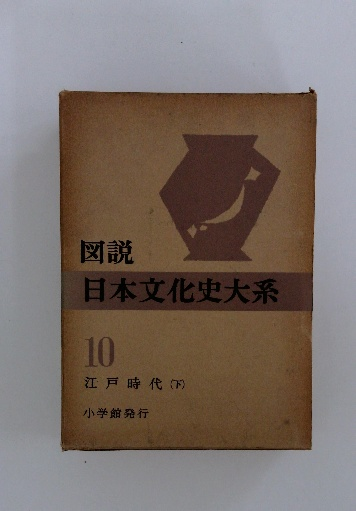 図説
日本文化史大系
10
江戸時代(下)
小学館発行